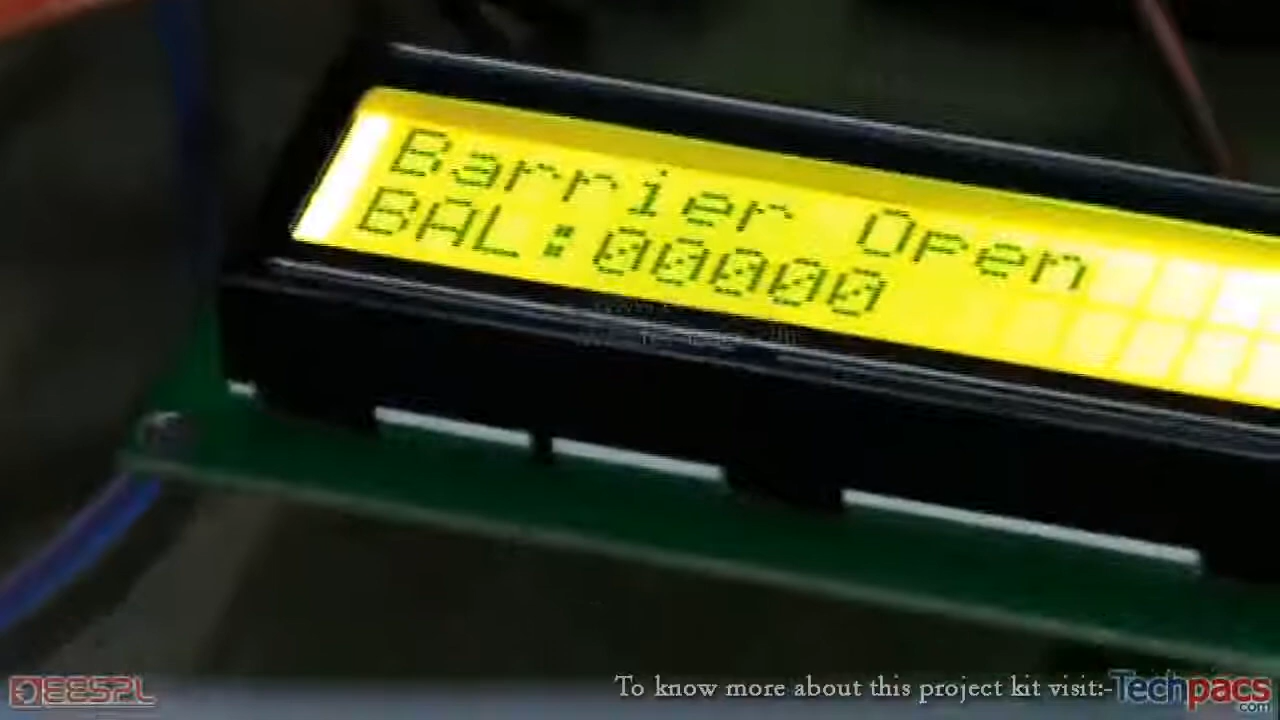 Barrier Open
BAL:00000
To know more about this project kit visit:-
Techpacs
.com
DEESPL